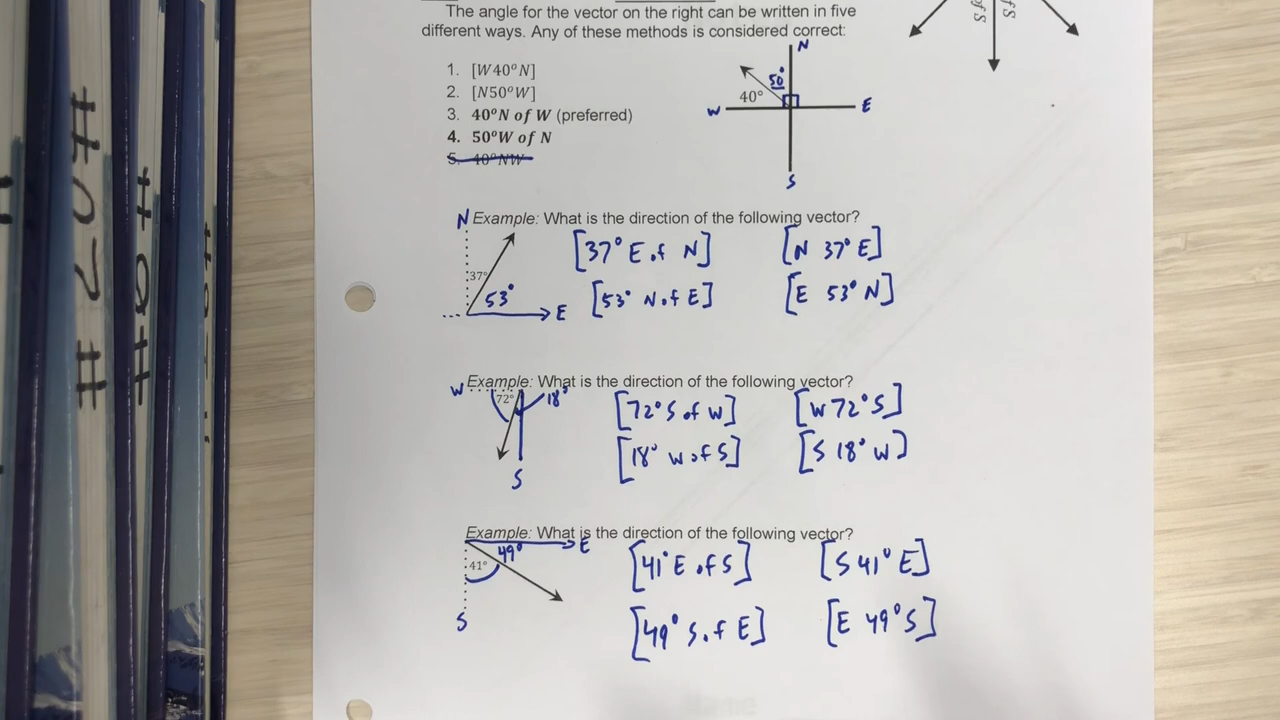 The angle for the vector on the right can be written in five
different ways. Any of these methods is considered correct:
1. [W40°N]
2. [N50°W]
3. 40°N of W (preferred)
4. 50°W of N
5. 40°NW
N
50°
40°
W
E
S
of S
of S
N Example: What is the direction of the following vector?
37°
53°
E
[37° E of N] [N 37° E]
[53° N of E] [E 53° N]
Example: What is the direction of the following vector?
W
72°
18°
S
[72° S of W] [W 72° S]
[18° W of S] [S 18° W]
Example: What is the direction of the following vector?
E
49°
41°
S
[41° E of S] [S 41° E]
[49° S of E] [E 49° S]